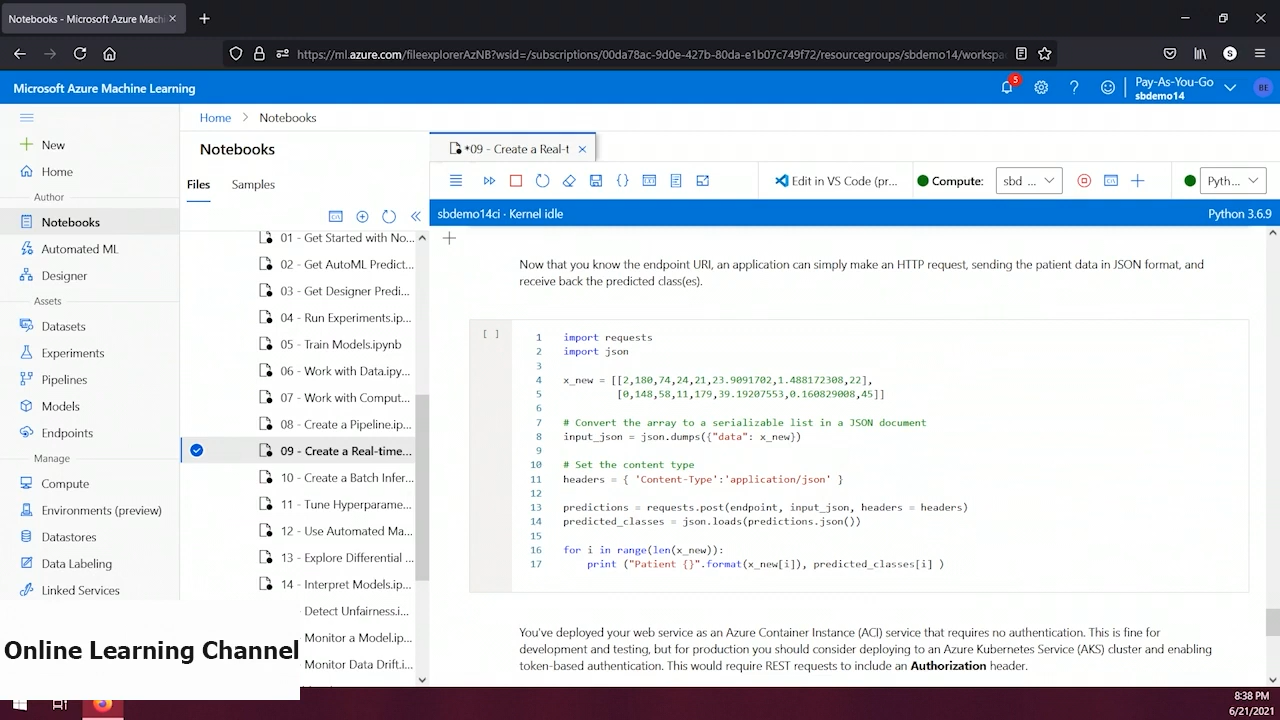 Notebooks - Microsoft Azure Machi
https://ml.azure.com/fileexplorerAzNB?wsid=/subscriptions/00da78ac-9d0e-427b-80da-e1b07c749f72/resourcegroups/sbdemo14/workspa
S
Microsoft Azure Machine Learning
5
Pay-As-You-Go
sbdemo14
BE
New
Home
Author
Notebooks
Automated ML
Designer
Assets
Datasets
Experiments
Pipelines
Models
Endpoints
Manage
Compute
Environments (preview)
Datastores
Data Labeling
Linked Services
Home > Notebooks
Notebooks
Files
Samples
01 - Get Started with No...
02 - Get AutoML Predict...
03 - Get Designer Predi...
04 - Run Experiments.ip...
05 - Train Models.ipynb
06 - Work with Data.ipy...
07 - Work with Comput...
08 - Create a Pipeline.ip...
09 - Create a Real-time...
10 - Create a Batch Infer...
11 - Tune Hyperparame...
12 - Use Automated Ma...
13 - Explore Differential ...
14 - Interpret Models.ip...
Detect Unfairness.i...
Monitor a Model.ip...
Monitor Data Drift.i...
*09 - Create a Real-t
Edit in VS Code (pr...
Compute:
sbd ...
Pyth...
sbdemo14ci · Kernel idle
Python 3.6.9
Now that you know the endpoint URI, an application can simply make an HTTP request, sending the patient data in JSON format, and
receive back the predicted class(es).
[ ]
1 import requests
2 import json
3
4 x_new = [[2,180,74,24,21,23.9091702,1.488172308,22],
5 [0,148,58,11,179,39.19207553,0.160829008,45]]
6
7 # Convert the array to a serializable list in a JSON document
8 input_json = json.dumps({"data": x_new})
9
10 # Set the content type
11 headers = { 'Content-Type':'application/json' }
12
13 predictions = requests.post(endpoint, input_json, headers = headers)
14 predicted_classes = json.loads(predictions.json())
15
16 for i in range(len(x_new)):
17 print ("Patient {}".format(x_new[i]), predicted_classes[i] )
You've deployed your web service as an Azure Container Instance (ACI) service that requires no authentication. This is fine for
development and testing, but for production you should consider deploying to an Azure Kubernetes Service (AKS) cluster and enabling
token-based authentication. This would require REST requests to include an Authorization header.
Online Learning Channel
8:38 PM
6/21/2021